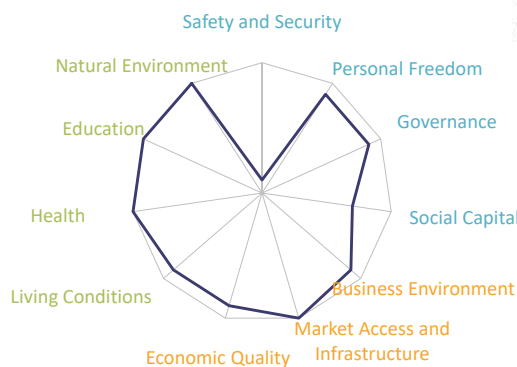 Safety and Security
Natural Environment
Personal Freedom
Education
Governance
Health
Social Capital
Business Environment
Living Conditions
Market Access and
Infrastructure
Economic Quality